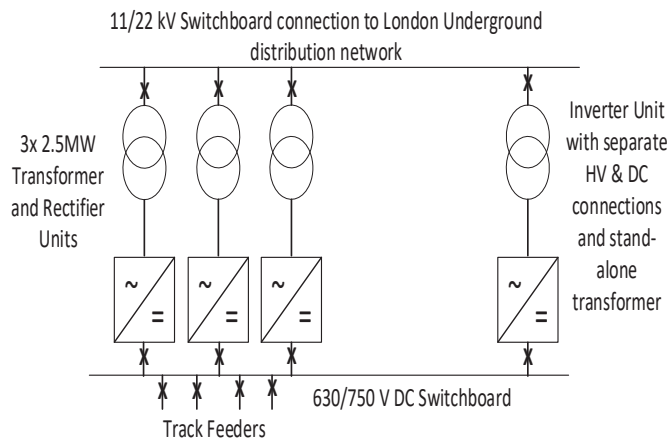 11/22 kV Switchboard connection to London Underground
distribution network
3x 2.5MW
Transformer
and Rectifier
Units
Inverter Unit
with separate
HV & DC
connections
and stand-
alone
transformer
~ ~ ~ ~
= = = =
630/750 V DC Switchboard
Track Feeders